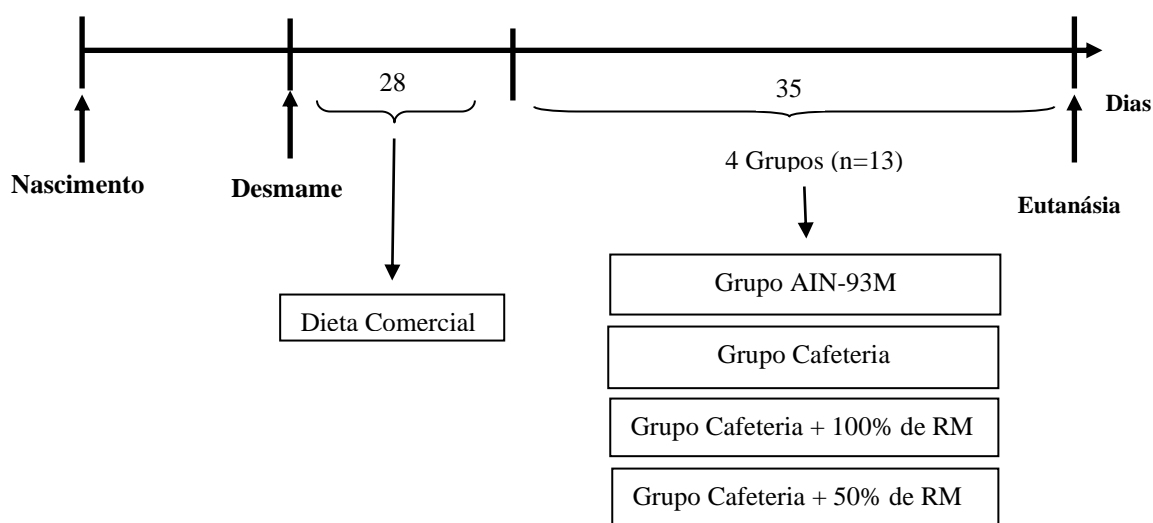 28
35
Dias
4 Grupos (n=13)
Nascimento
Desmame
Eutanásia
Grupo AIN-93M
Dieta Comercial
Grupo Cafeteria
Grupo Cafeteria + 100% de RM
Grupo Cafeteria + 50% de RM